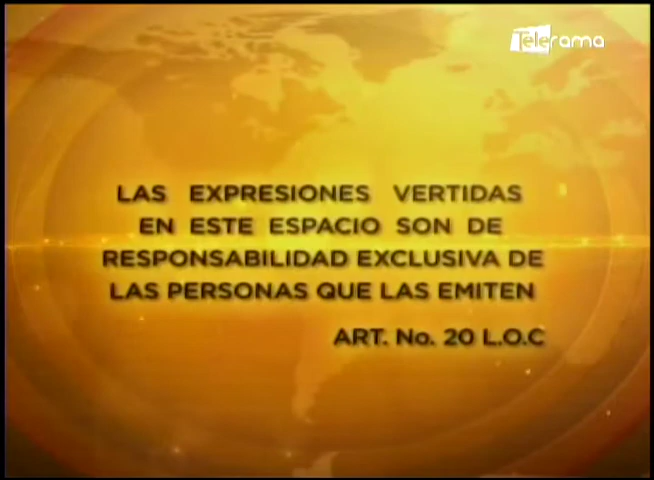 Telerama
LAS EXPRESIONES VERTIDAS
EN ESTE ESPACIO SON DE
RESPONSABILIDAD EXCLUSIVA DE
LAS PERSONAS QUE LAS EMITEN
ART. No. 20 L.O.C